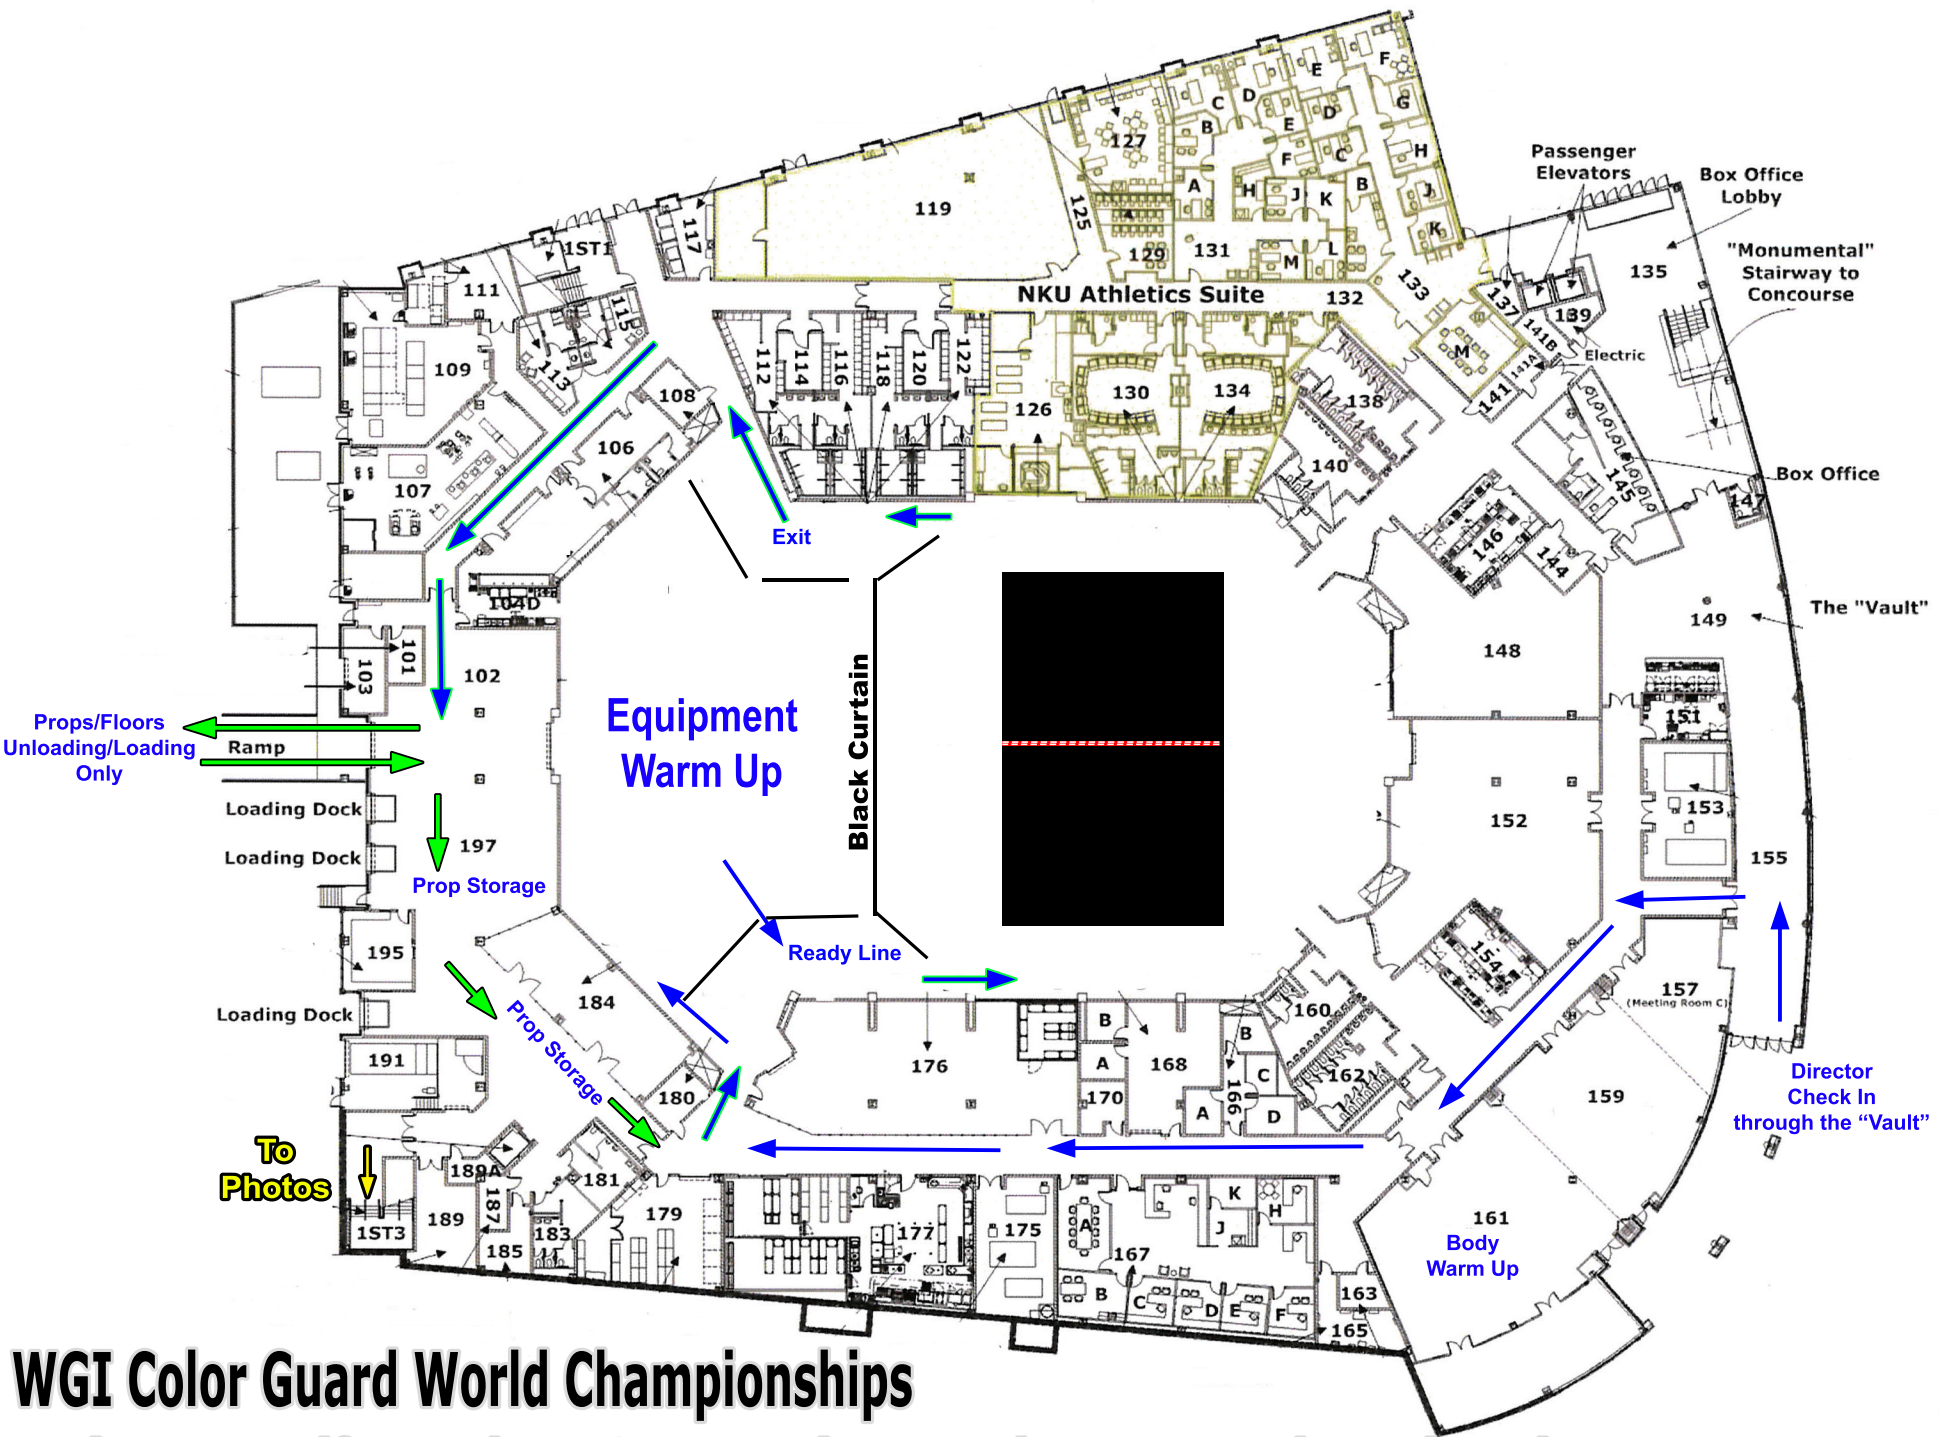 F
E
C
D
G
E
D
B
127
Passenger
Elevators
F
C
H
Box Office
Lobby
A
H
J
K
B
J
119
125
K
117
1ST1
129
131
M
L
"Monumental"
Stairway to
Concourse
135
111
115
133
137
139
NKU Athletics Suite
132
141B
Electric
109
113
112
114
116
118
120
122
M
141A
108
126
130
134
138
141
106
140
Box Office
145
147
107
Exit
146
144
104D
The "Vault"
149
101
103
102
148
Props/Floors
Unloading/Loading
Only
Ramp
Equipment
Warm Up
Black Curtain
151
Loading Dock
153
152
197
Loading Dock
155
Prop Storage
195
Ready Line
154
157
(Meeting Room C)
184
Loading Dock
Prop Storage
160
B
B
191
176
A
168
C
162
180
170
A
166
D
159
Director
Check In
through the “Vault”
To
Photos
189A
181
187
K
H
1ST3
189
183
179
177
175
A
J
161
Body
Warm Up
185
167
B
C
D
E
F
163
165
WGI Color Guard World Championships